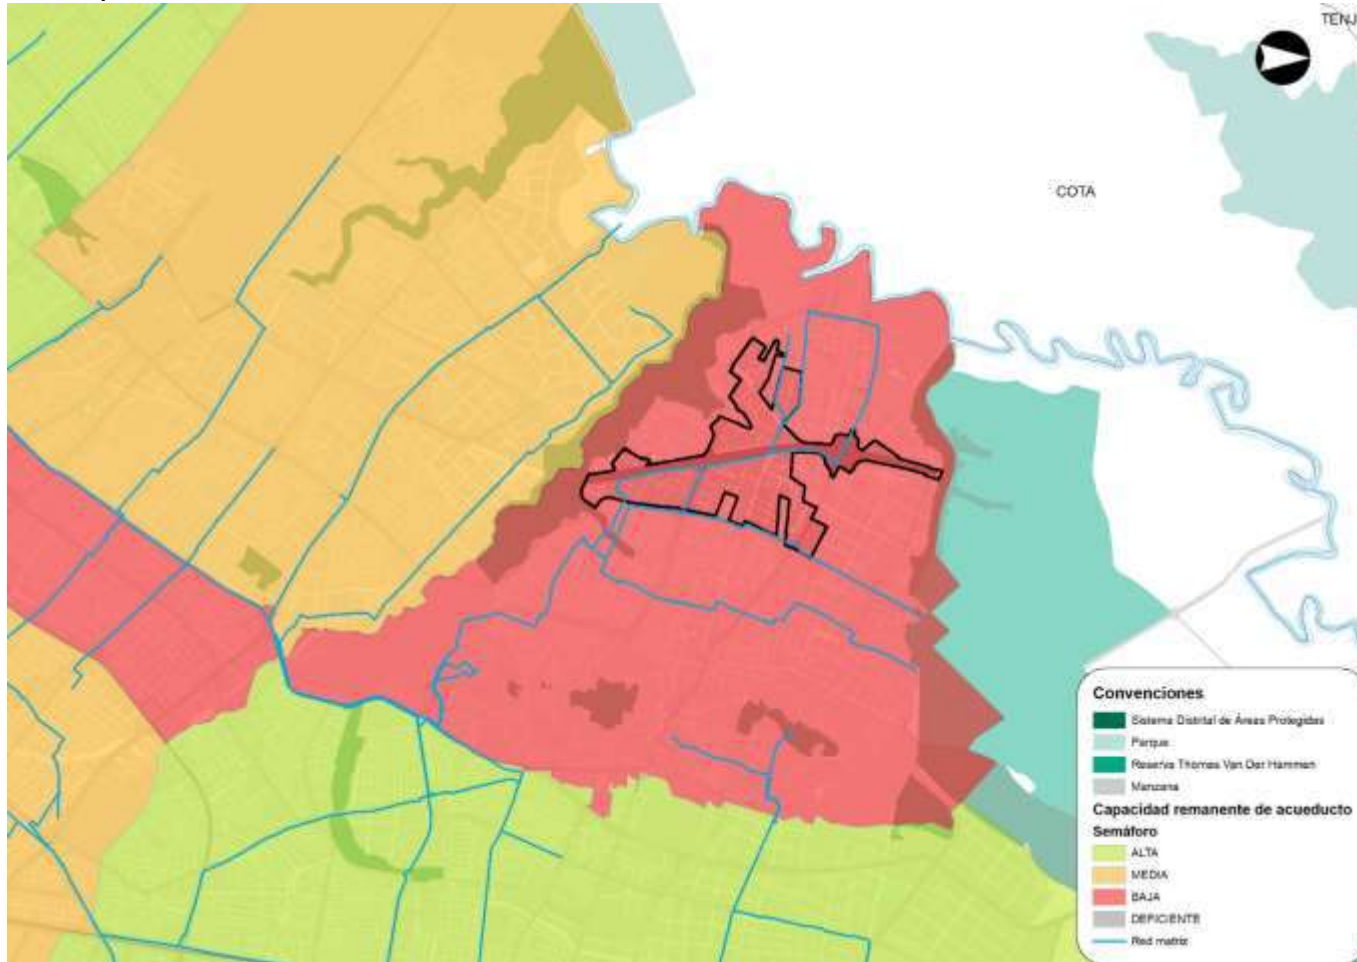 TENJ
COTA
Convenciones
Sistema Distrital de Áreas Protegidas
Parque
Reserva Thomas Van Der Hammen
Manzana
Capacidad remanente de acueducto
Semáforo
ALTA
MEDIA
BAJA
DEFICIENTE
Red matriz